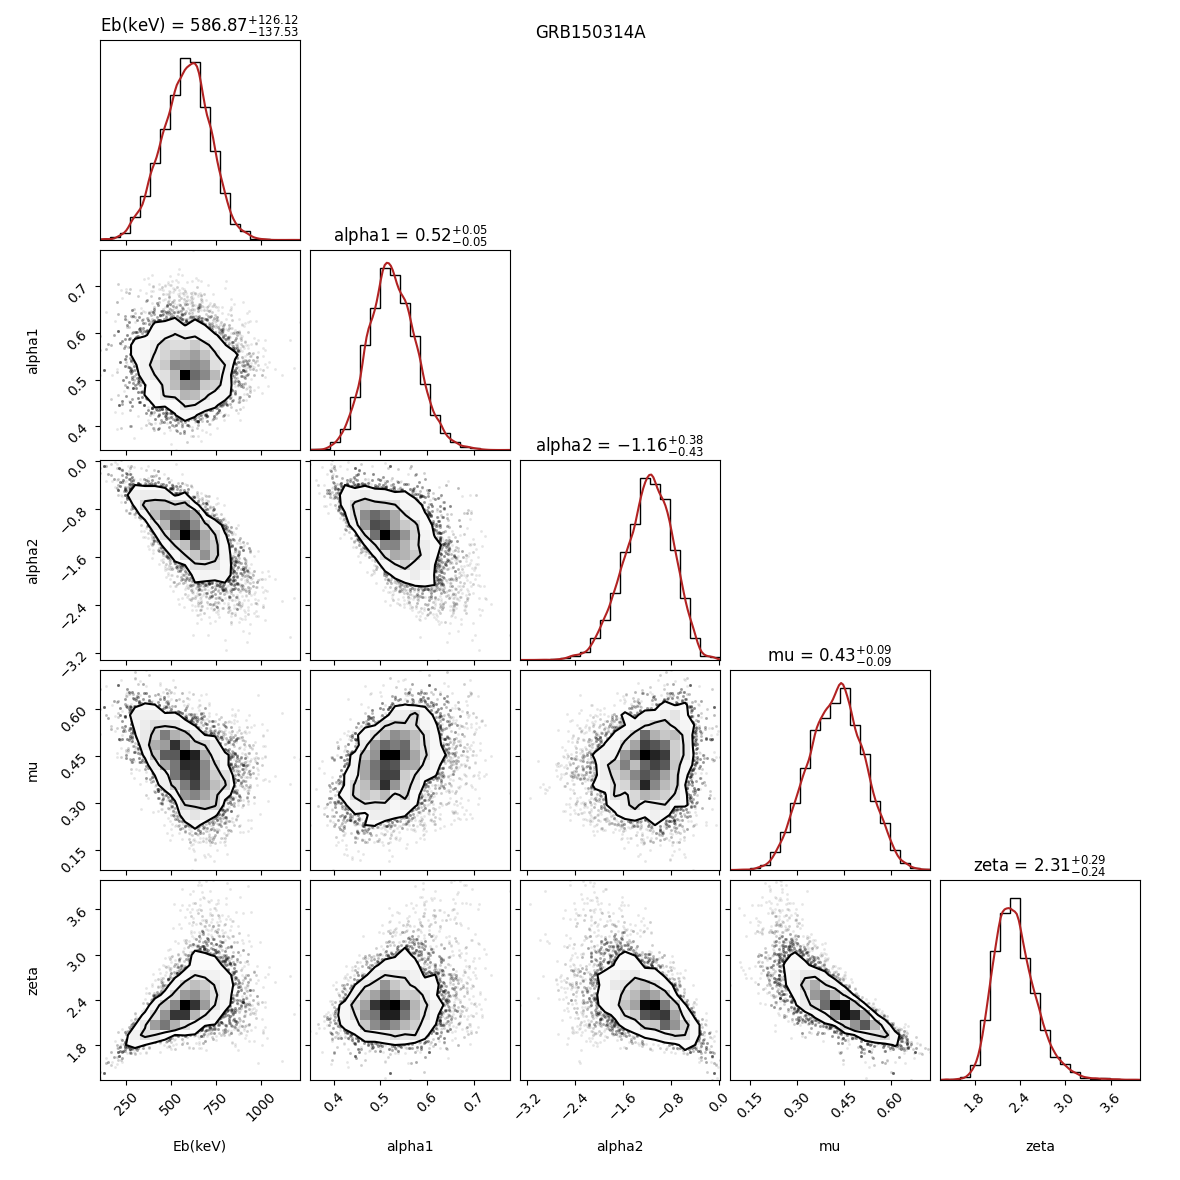 Eb(keV) = 586.87+126.12 −137.53
GRB150314A
alpha1 = 0.52+0.05 −0.05
0.7
0.6
0.5
0.4
alpha1
alpha2 = −1.16+0.38 −0.43
0.0
−0.8
−1.6
−2.4
−3.2
alpha2
mu = 0.43+0.09 −0.09
0.60
0.45
0.30
0.15
mu
zeta = 2.31+0.29 −0.24
3.6
3.0
2.4
1.8
zeta
250 500 750 1000 0.4 0.5 0.6 0.7 −3.2 −2.4 −1.6 −0.8 0.0 0.15 0.30 0.45 0.60 1.8 2.4 3.0 3.6
Eb(keV) alpha1 alpha2 mu zeta